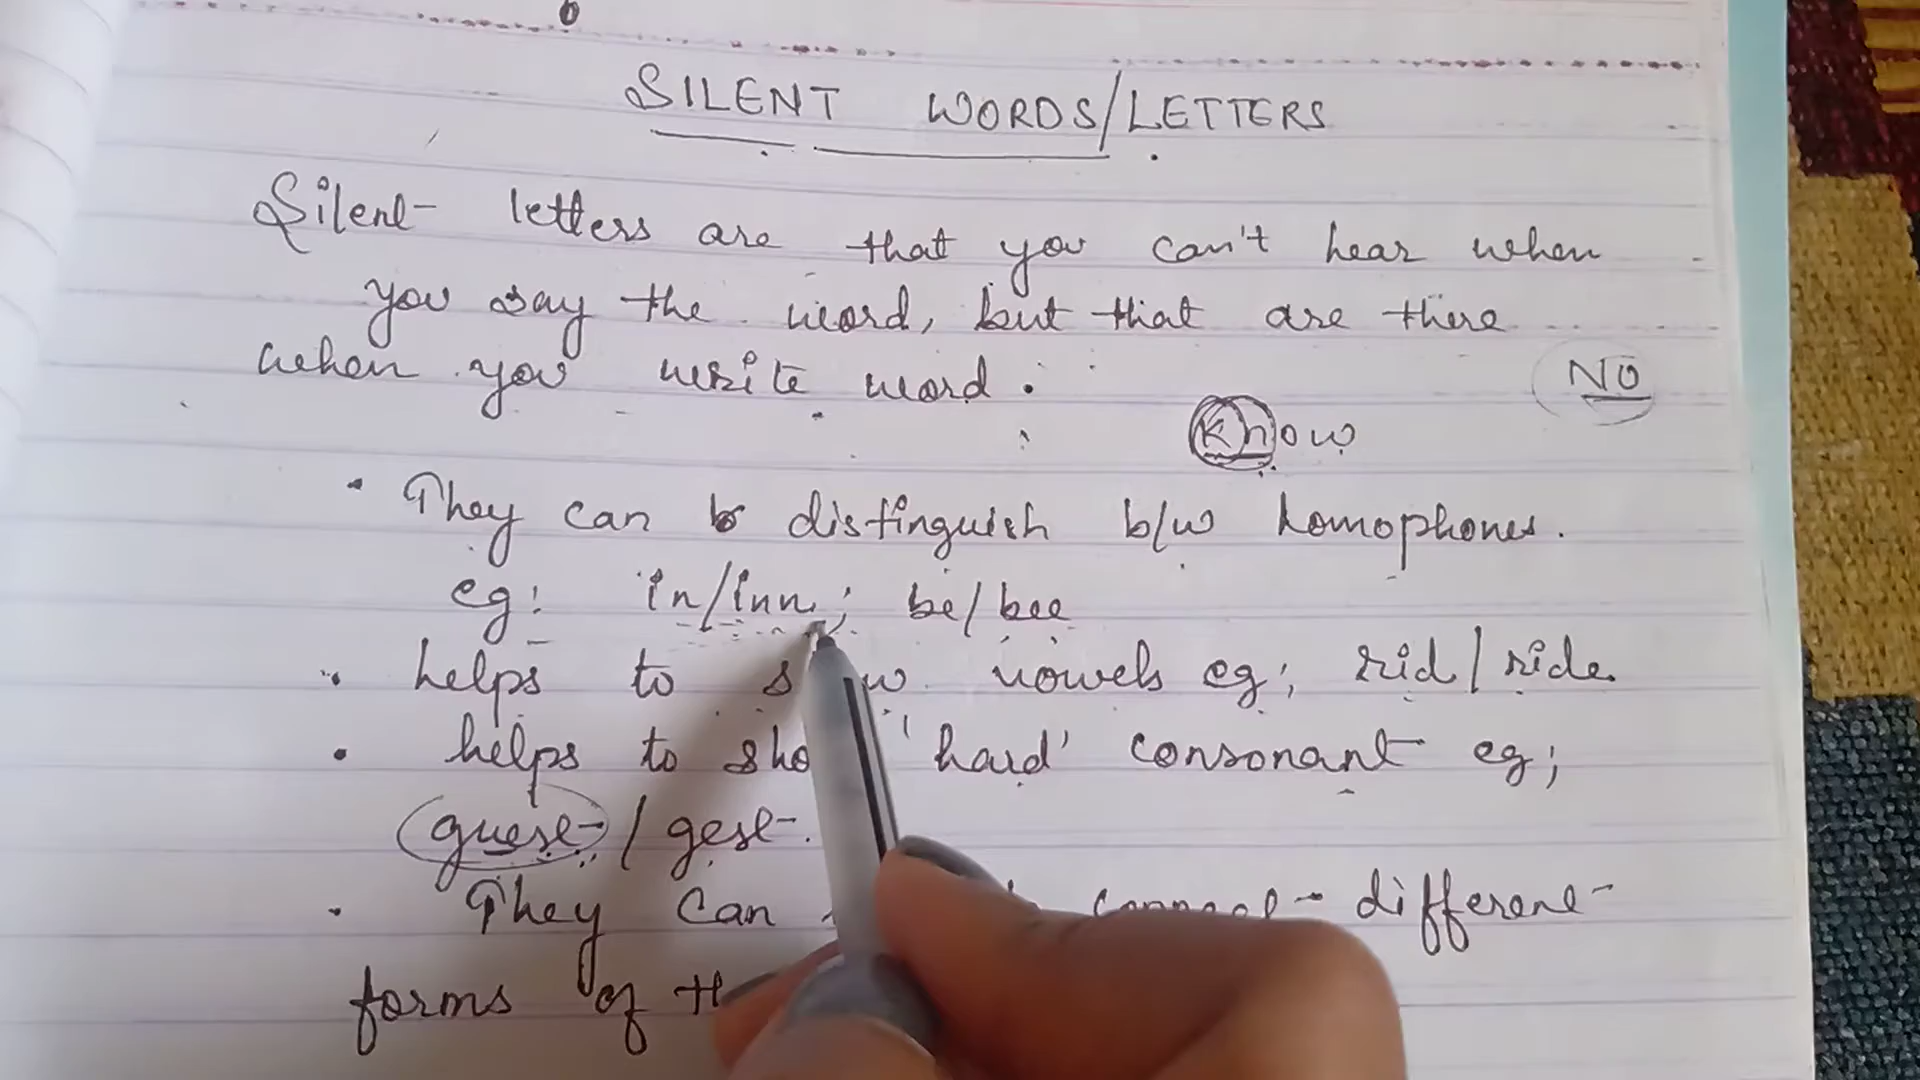 SILENT WORDS/LETTERS
Silent letters are that you can't hear when
you say the word, but that are there
when you write word.
NO
Know
• They can b distinguish b/w homophones.
eg: in/inn; be/bee
• helps to vowels eg; rid/ride
• helps to sho 'hard' consonant eg;
guest/gest.
• They can different
forms of